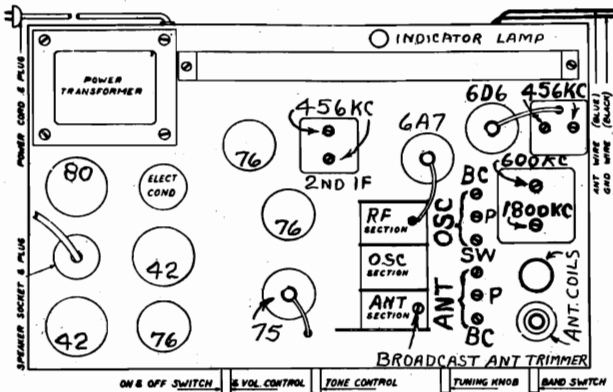 INDICATOR LAMP
POWER CORD & PLUG
POWER
TRANSFORMER
6D6
456KC
456KC
6A7
ANT WIRE (BLUE)
GND WIRE (BLACK)
76
2ND IF
80
ELECT
COND
BC
600KC
P
1800KC
OSC
SW
RF
SECTION
76
OSC
SECTION
SPEAKER SOCKET & PLUG
42
ANT
P
BC
ANT. COILS
75
ANT
SECTION
42
76
BROADCAST ANT TRIMMER
ON & OFF SWITCH
& VOL. CONTROL
TONE CONTROL
TUNING KNOB
BAND SWITCH